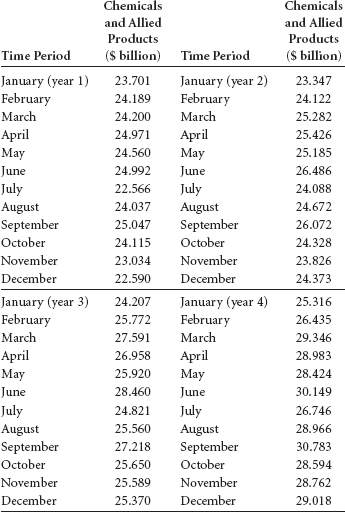 Chemicals Chemicals
and Allied and Allied
Products Products
Time Period ($ billion) Time Period ($ billion)
January (year 1) 23.701 January (year 2) 23.347
February 24.189 February 24.122
March 24.200 March 25.282
April 24.971 April 25.426
May 24.560 May 25.185
June 24.992 June 26.486
July 22.566 July 24.088
August 24.037 August 24.672
September 25.047 September 26.072
October 24.115 October 24.328
November 23.034 November 23.826
December 22.590 December 24.373
January (year 3) 24.207 January (year 4) 25.316
February 25.772 February 26.435
March 27.591 March 29.346
April 26.958 April 28.983
May 25.920 May 28.424
June 28.460 June 30.149
July 24.821 July 26.746
August 25.560 August 28.966
September 27.218 September 30.783
October 25.650 October 28.594
November 25.589 November 28.762
December 25.370 December 29.018